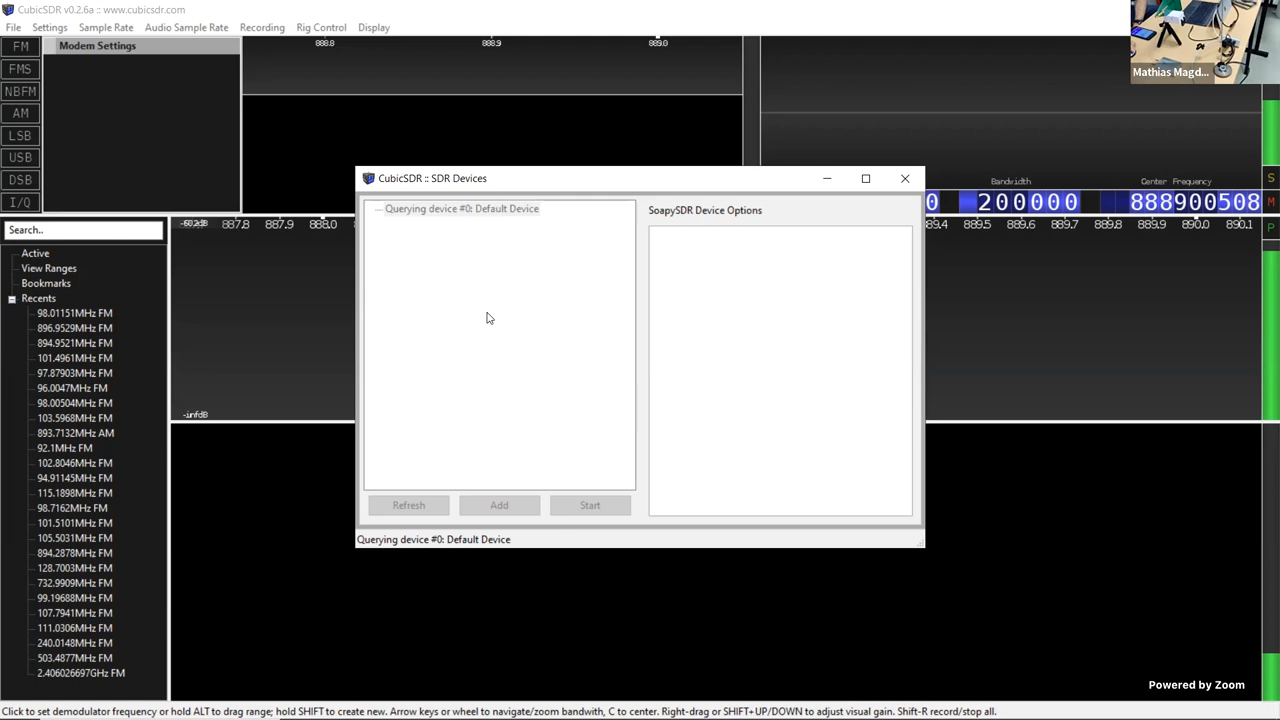 CubicSDR v0.2.6a :: www.cubicsdr.com
File Settings Sample Rate Audio Sample Rate Recording Rig Control Display
FM
FMS
NBFM
AM
LSB
USB
DSB
I/Q
Modem Settings
888.8 888.9 889.0
Mathias Magd...
Bandwidth Center Frequency
0 200000 888900508
S
M
P
Search..
Active
View Ranges
Bookmarks
Recents
98.01151MHz FM
896.9529MHz FM
894.9521MHz FM
101.4961MHz FM
97.87903MHz FM
96.0047MHz FM
98.00504MHz FM
103.5968MHz FM
893.7132MHz AM
92.1MHz FM
102.8046MHz FM
94.91145MHz FM
115.1898MHz FM
98.7162MHz FM
101.5101MHz FM
105.5031MHz FM
894.2878MHz FM
128.7003MHz FM
732.9909MHz FM
99.19688MHz FM
107.7941MHz FM
111.0306MHz FM
240.0148MHz FM
503.4877MHz FM
2.406026697GHz FM
887.8 887.9 888.0
889.4 889.5 889.6 889.7 889.8 889.9 890.0 890.1
-infdB
CubicSDR :: SDR Devices
Querying device #0: Default Device
SoapySDR Device Options
Refresh Add Start
Querying device #0: Default Device
Powered by Zoom
Click to set demodulator frequency or hold ALT to drag range; hold SHIFT to create new. Arrow keys or wheel to navigate/zoom bandwith, C to center. Right-drag or SHIFT+UP/DOWN to adjust visual gain. Shift-R record/stop all.